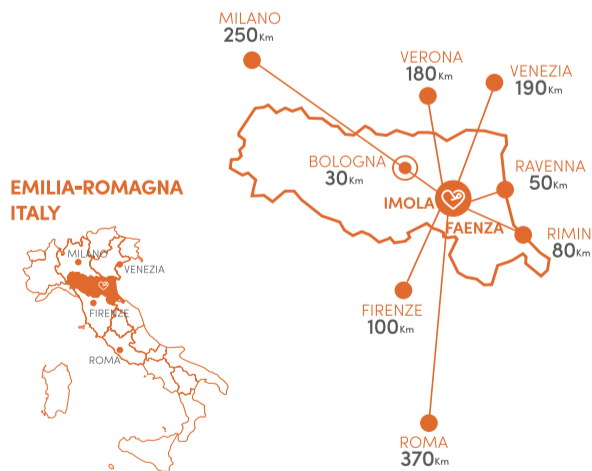 MILANO
250Km
VERONA
180Km
VENEZIA
190Km
BOLOGNA
30Km
RAVENNA
50Km
EMILIA-ROMAGNA
ITALY
IMOLA
FAENZA
RIMIN
80Km
MILANO
VENEZIA
FIRENZE
100Km
FIRENZE
ROMA
ROMA
370Km